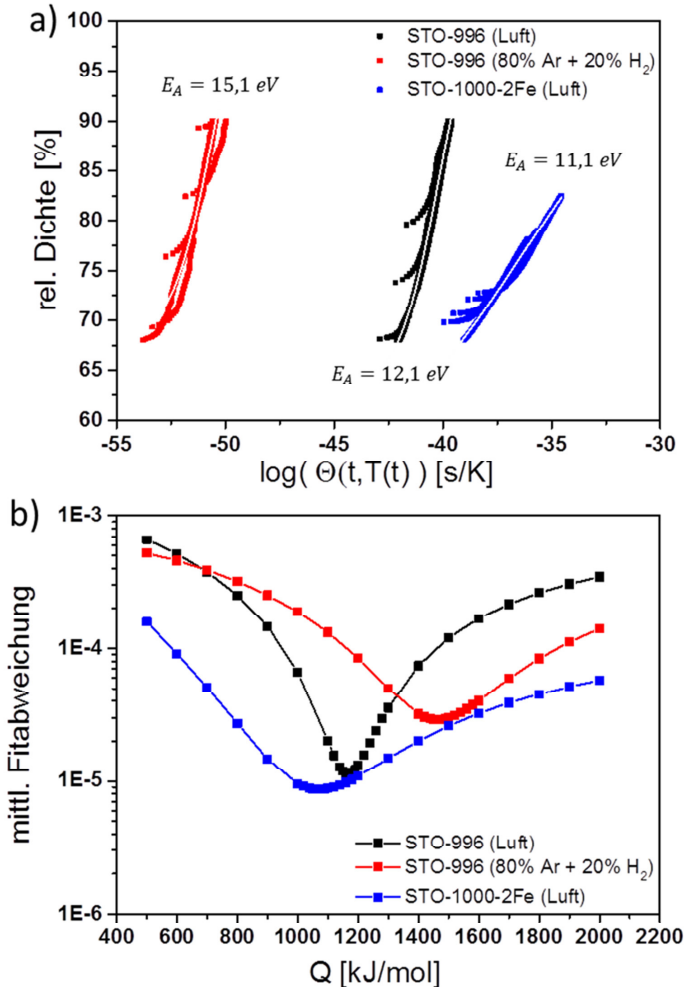 a)
100
95
90
85
80
75
70
65
60
rel. Dichte [%]
STO-996 (Luft)
STO-996 (80% Ar + 20% H₂)
STO-1000-2Fe (Luft)
E_A = 15,1 eV
E_A = 11,1 eV
E_A = 12,1 eV
-55 -50 -45 -40 -35 -30
log( Θ(t,T(t) ) [s/K]
b)
1E-3
1E-4
1E-5
1E-6
mittl. Fitabweichung
STO-996 (Luft)
STO-996 (80% Ar + 20% H₂)
STO-1000-2Fe (Luft)
400 600 800 1000 1200 1400 1600 1800 2000 2200
Q [kJ/mol]